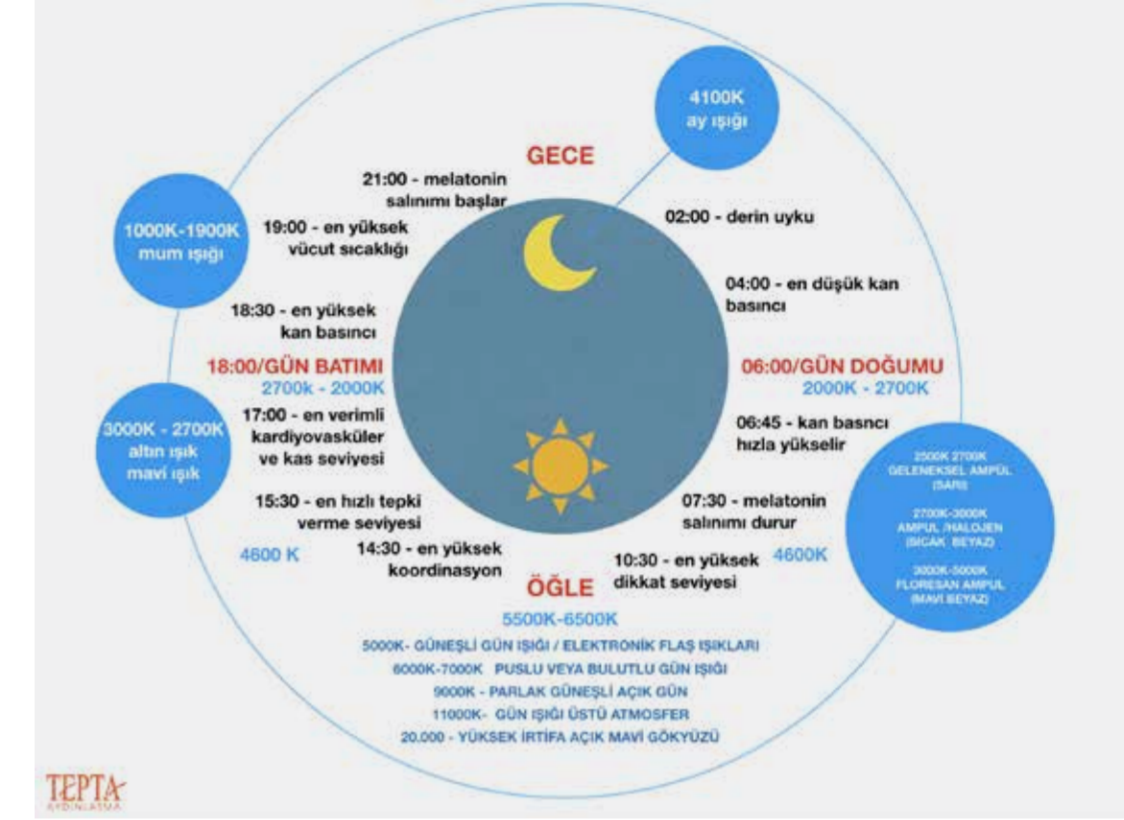 4100K
ay ışığı
GECE
21:00 - melatonin
salınımı başlar
02:00 - derin uyku
1000K-1900K
mum ışığı
19:00 - en yüksek
vücut sıcaklığı
04:00 - en düşük kan
basıncı
18:30 - en yüksek
kan basıncı
18:00/GÜN BATIMI
2700k - 2000K
06:00/GÜN DOĞUMU
2000K - 2700K
3000K - 2700K
altın ışık
mavi ışık
17:00 - en verimli
kardiyovasküler
ve kas seviyesi
06:45 - kan basncı
hızla yükselir
2500K 2700K
GELENEKSEL AMPÜL
(SARI)
2700K-3000K
AMPUL /HALOJEN
(SICAK BEYAZ)
3000K-5000K
FLORESAN AMPUL
(MAVİ BEYAZ)
15:30 - en hızlı tepki
verme seviyesi
07:30 - melatonin
salınımı durur
4600 K
14:30 - en yüksek
koordinasyon
10:30 - en yüksek
dikkat seviyesi
4600K
ÖĞLE
5500K-6500K
5000K- GÜNEŞLİ GÜN IŞIĞI / ELEKTRONİK FLAŞ IŞIKLARI
6000K-7000K PUSLU VEYA BULUTLU GÜN IŞIĞI
9000K - PARLAK GÜNEŞLİ AÇIK GÜN
11000K- GÜN IŞIĞI ÜSTÜ ATMOSFER
20.000 - YÜKSEK İRTİFA AÇIK MAVİ GÖKYÜZÜ
TEPTA
AYDINLATMA